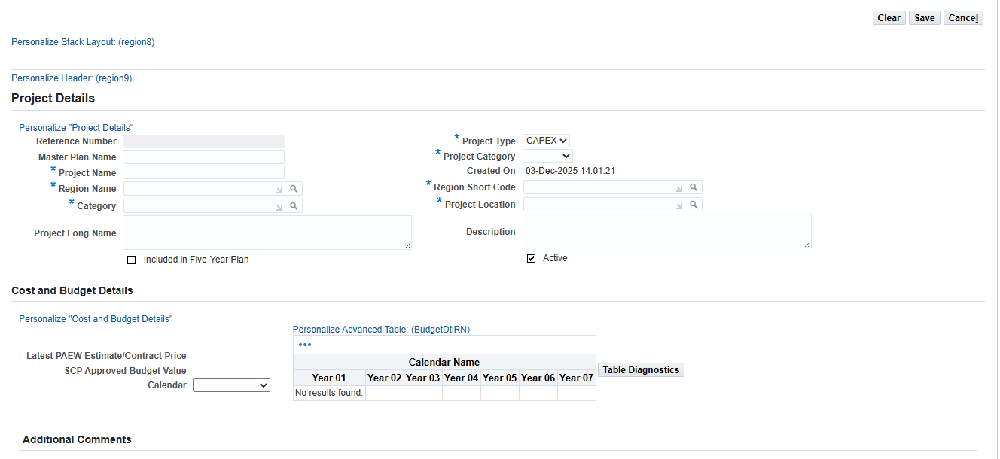 Clear Save Cancel
Personalize Stack Layout: (region8)
Personalize Header: (region9)
Project Details
Personalize "Project Details"
Reference Number * Project Type CAPEX
Master Plan Name * Project Category
* Project Name Created On 03-Dec-2025 14:01:21
* Region Name * Region Short Code
* Category * Project Location
Project Long Name Description
Included in Five-Year Plan Active
Cost and Budget Details
Personalize "Cost and Budget Details"
Personalize Advanced Table: (BudgetDtlRN)
Latest PAEW Estimate/Contract Price
SCP Approved Budget Value
Calendar
Calendar Name
Year 01 Year 02 Year 03 Year 04 Year 05 Year 06 Year 07
No results found.
Table Diagnostics
Additional Comments